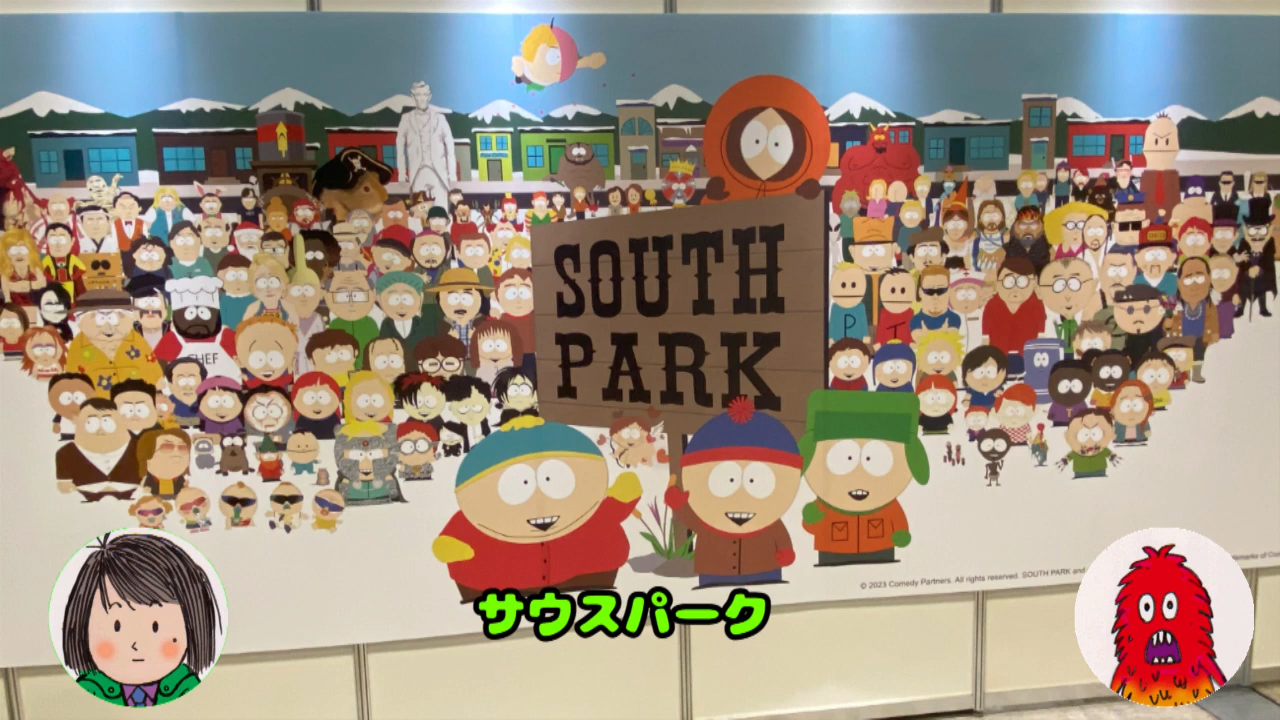 SOUTH
PARK
CHEF
P
T
© 2023 Comedy Partners. All rights reserved. SOUTH PARK and
サウスパーク